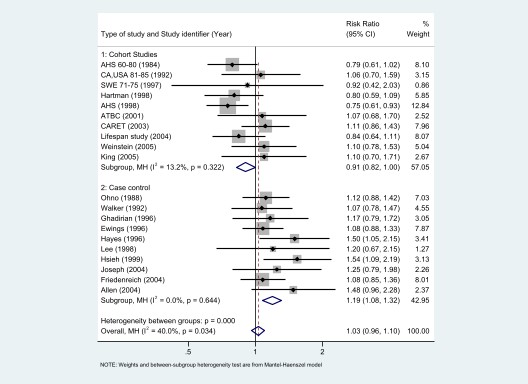 Risk Ratio %
Type of study and Study identifier (Year) (95% CI) Weight
1: Cohort Studies
AHS 60-80 (1984) 0.79 (0.61, 1.02) 8.10
CA,USA 81-85 (1992) 1.06 (0.70, 1.59) 3.15
SWE 71-75 (1997) 0.92 (0.42, 2.03) 0.86
Hartman (1998) 0.80 (0.59, 1.09) 5.85
AHS (1998) 0.75 (0.61, 0.93) 12.84
ATBC (2001) 1.07 (0.68, 1.70) 2.52
CARET (2003) 1.11 (0.86, 1.43) 7.96
Lifespan study (2004) 0.84 (0.64, 1.11) 8.07
Weinstein (2005) 1.10 (0.78, 1.53) 5.04
King (2005) 1.10 (0.70, 1.71) 2.67
Subgroup, MH (I² = 13.2%, p = 0.322) 0.91 (0.82, 1.00) 57.05
2: Case control
Ohno (1988) 1.12 (0.88, 1.42) 7.03
Walker (1992) 1.07 (0.78, 1.47) 4.55
Ghadirian (1996) 1.17 (0.79, 1.72) 3.05
Ewings (1996) 1.08 (0.88, 1.33) 7.87
Hayes (1996) 1.50 (1.05, 2.15) 3.41
Lee (1998) 1.20 (0.67, 2.15) 1.27
Hsieh (1999) 1.54 (1.09, 2.19) 3.13
Joseph (2004) 1.25 (0.79, 1.98) 2.26
Friedenreich (2004) 1.08 (0.85, 1.36) 8.01
Allen (2004) 1.48 (0.96, 2.28) 2.37
Subgroup, MH (I² = 0.0%, p = 0.644) 1.19 (1.08, 1.32) 42.95
Heterogeneity between groups: p = 0.000
Overall, MH (I² = 40.0%, p = 0.034) 1.03 (0.96, 1.10) 100.00
.5 1 2
NOTE: Weights and between-subgroup heterogeneity test are from Mantel-Haenszel model